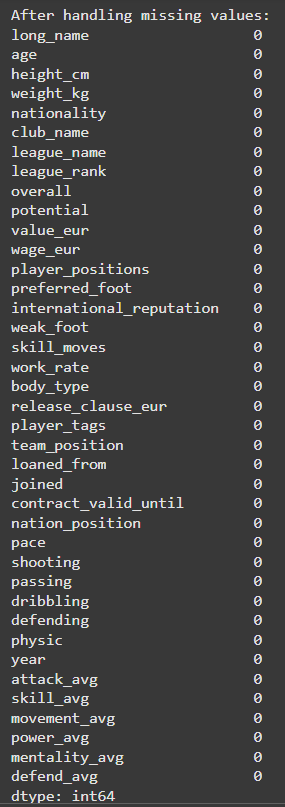 After handling missing values:
long_name 0
age 0
height_cm 0
weight_kg 0
nationality 0
club_name 0
league_name 0
league_rank 0
overall 0
potential 0
value_eur 0
wage_eur 0
player_positions 0
preferred_foot 0
international_reputation 0
weak_foot 0
skill_moves 0
work_rate 0
body_type 0
release_clause_eur 0
player_tags 0
team_position 0
loaned_from 0
joined 0
contract_valid_until 0
nation_position 0
pace 0
shooting 0
passing 0
dribbling 0
defending 0
physic 0
year 0
attack_avg 0
skill_avg 0
movement_avg 0
power_avg 0
mentality_avg 0
defend_avg 0
dtype: int64